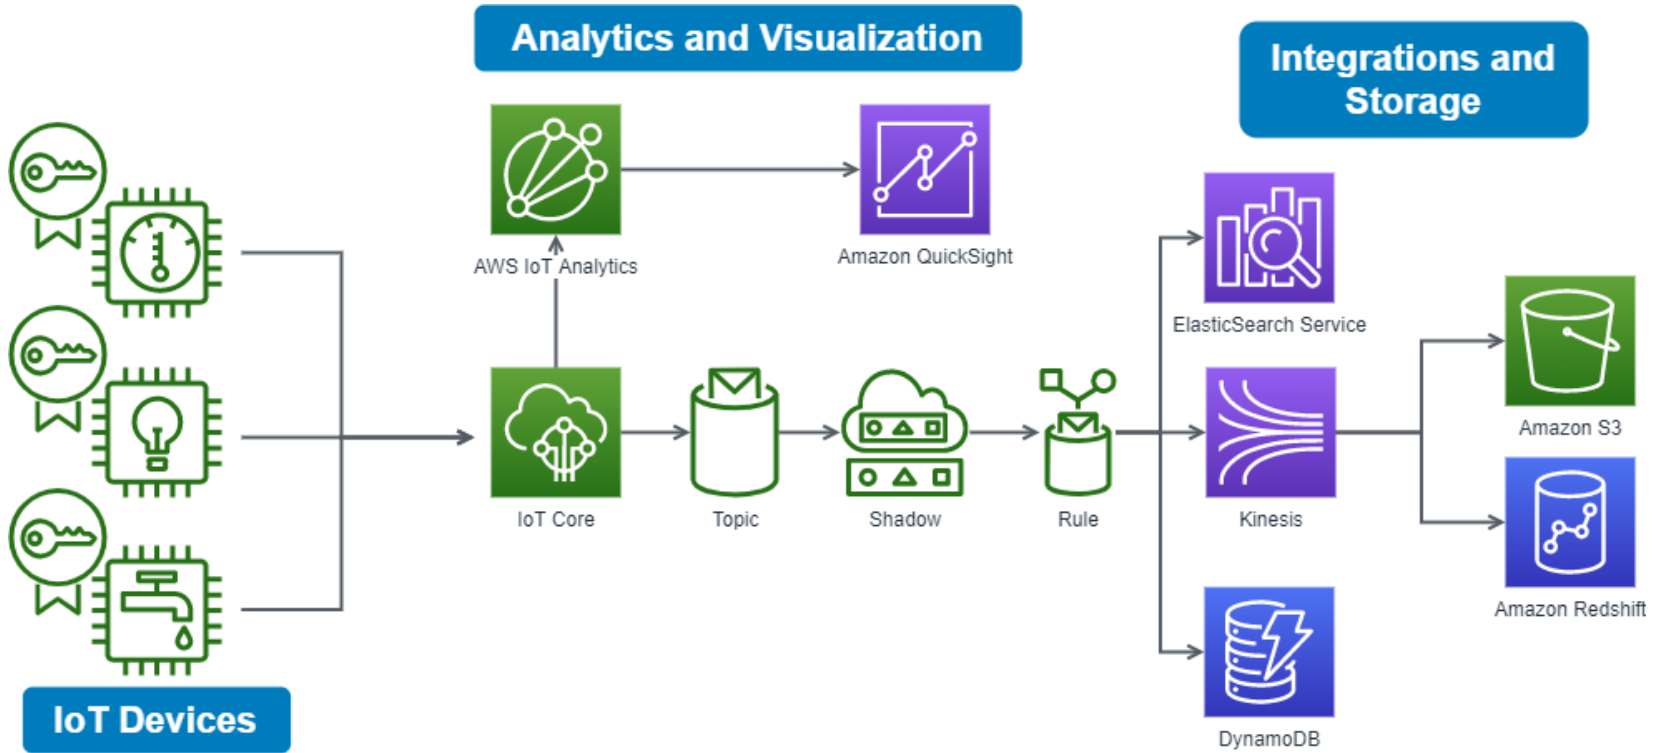 Analytics and Visualization
Integrations and
Storage
AWS IoT Analytics
Amazon QuickSight
ElasticSearch Service
Amazon S3
IoT Core
Topic
Shadow
Rule
Kinesis
Amazon Redshift
IoT Devices
DynamoDB